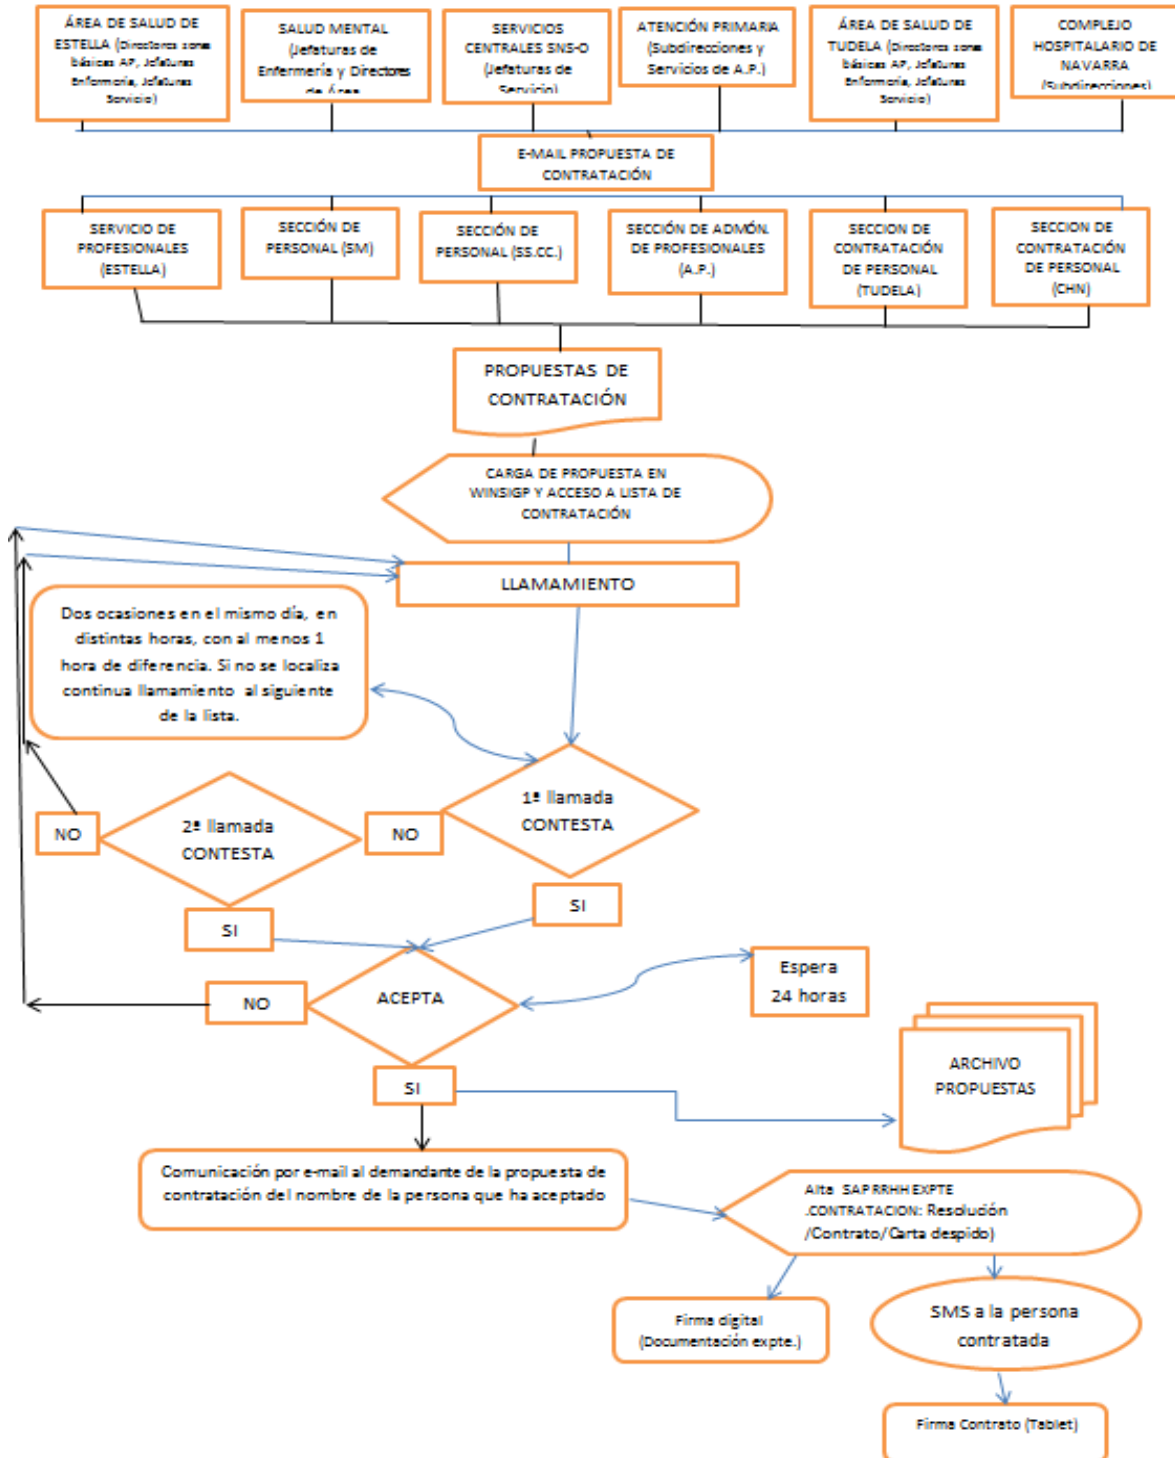 ÁREA DE SALUD DE
ESTELLA (Directores zonas
básicas AP, Jefaturas
Enfermería, Jefaturas
Servicio)
SALUD MENTAL
(Jefaturas de
Enfermería y Directores
de Área
SERVICIOS
CENTRALES SNS-O
(Jefaturas de
Servicio)
ATENCIÓN PRIMARIA
(Subdirecciones y
Servicios de A.P.)
ÁREA DE SALUD DE
TUDELA (Directores zonas
básicas AP, Jefaturas
Enfermería, Jefaturas
Servicio)
COMPLEJO
HOSPITALARIO DE
NAVARRA
(Subdirecciones)
E-MAIL PROPUESTA DE
CONTRATACIÓN
SERVICIO DE
PROFESIONALES
(ESTELLA)
SECCIÓN DE
PERSONAL (SM)
SECCIÓN DE
PERSONAL (SS.CC.)
SECCIÓN DE ADMÓN.
DE PROFESIONALES
(A.P.)
SECCION DE
CONTRATACIÓN
DE PERSONAL
(TUDELA)
SECCION DE
CONTRATACIÓN
DE PERSONAL
(CHN)
PROPUESTAS DE
CONTRATACIÓN
CARGA DE PROPUESTA EN
WINSIGP Y ACCESO A LISTA DE
CONTRATACIÓN
LLAMAMIENTO
Dos ocasiones en el mismo día, en
distintas horas, con al menos 1
hora de diferencia. Si no se localiza
continua llamamiento al siguiente
de la lista.
1ª llamada
CONTESTA
NO
2ª llamada
CONTESTA
NO
SI
SI
ACEPTA
NO
Espera
24 horas
SI
ARCHIVO
PROPUESTAS
Comunicación por e-mail al demandante de la propuesta de
contratación del nombre de la persona que ha aceptado
Alta SAPRRHHEXPTE
.CONTRATACION: Resolución
/Contrato/Carta despido)
Firma digital
(Documentación expte.)
SMS a la persona
contratada
Firma Contrato (Tablet)